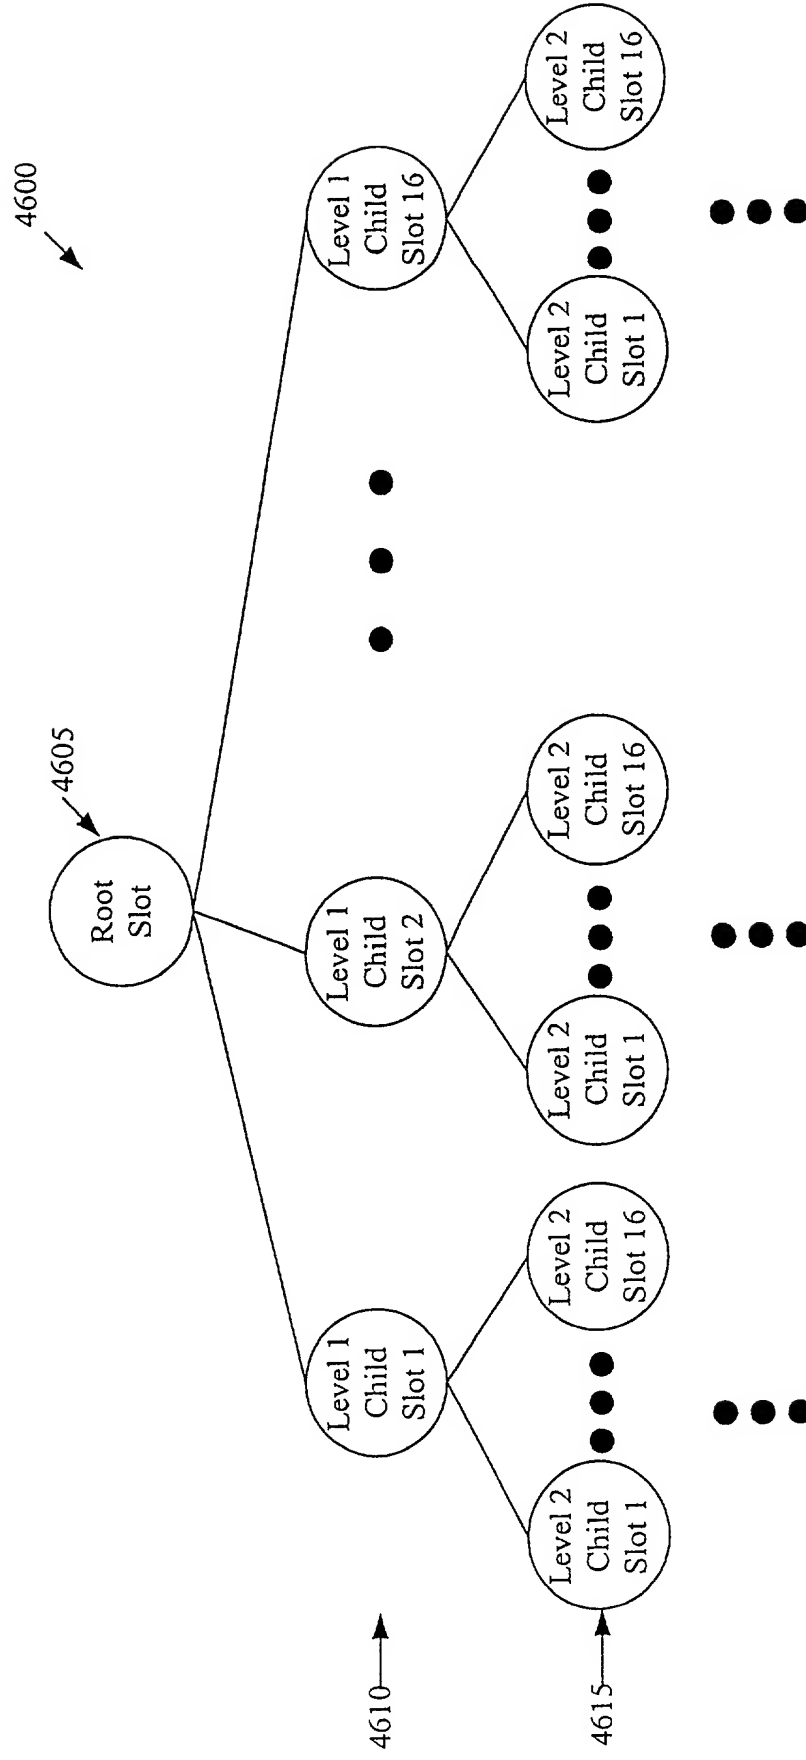 4600
4605
Root
Slot
4610
Level 1
Child
Slot 1
Level 1
Child
Slot 2
Level 1
Child
Slot 16
4615
Level 2
Child
Slot 1
Level 2
Child
Slot 16
Level 2
Child
Slot 1
Level 2
Child
Slot 16
Level 2
Child
Slot 1
Level 2
Child
Slot 16